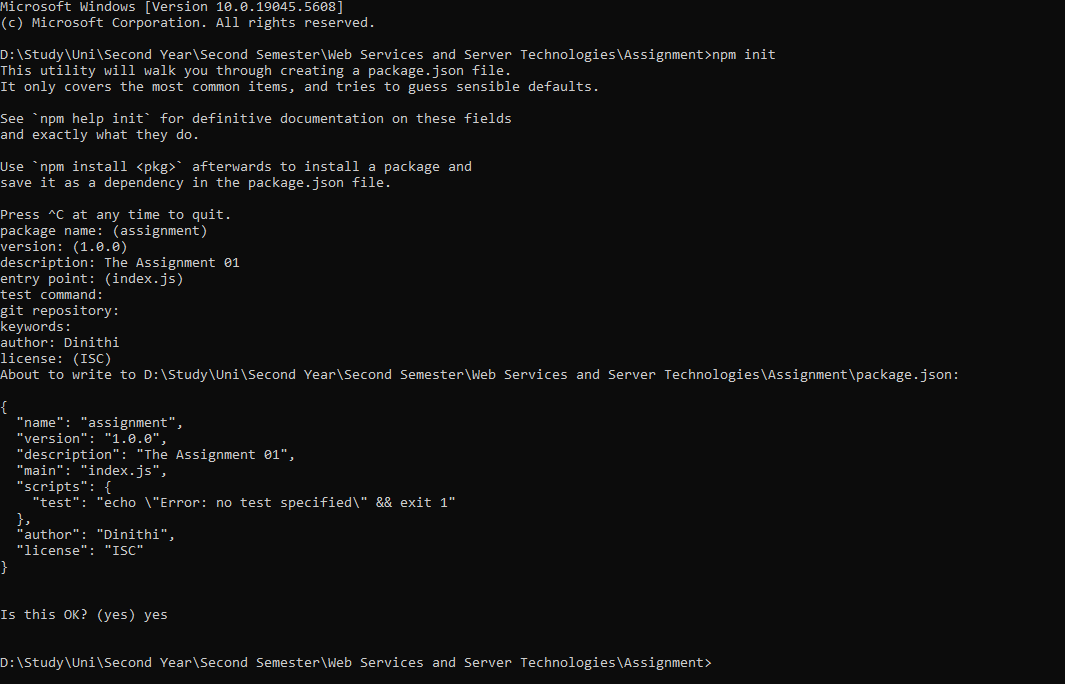 Microsoft Windows [Version 10.0.19045.5608]
(c) Microsoft Corporation. All rights reserved.
D:\Study\Uni\Second Year\Second Semester\Web Services and Server Technologies\Assignment>npm init
This utility will walk you through creating a package.json file.
It only covers the most common items, and tries to guess sensible defaults.
See `npm help init` for definitive documentation on these fields
and exactly what they do.
Use `npm install <pkg>` afterwards to install a package and
save it as a dependency in the package.json file.
Press ^C at any time to quit.
package name: (assignment)
version: (1.0.0)
description: The Assignment 01
entry point: (index.js)
test command:
git repository:
keywords:
author: Dinithi
license: (ISC)
About to write to D:\Study\Uni\Second Year\Second Semester\Web Services and Server Technologies\Assignment\package.json:
{
  "name": "assignment",
  "version": "1.0.0",
  "description": "The Assignment 01",
  "main": "index.js",
  "scripts": {
    "test": "echo \"Error: no test specified\" && exit 1"
  },
  "author": "Dinithi",
  "license": "ISC"
}
Is this OK? (yes) yes
D:\Study\Uni\Second Year\Second Semester\Web Services and Server Technologies\Assignment>